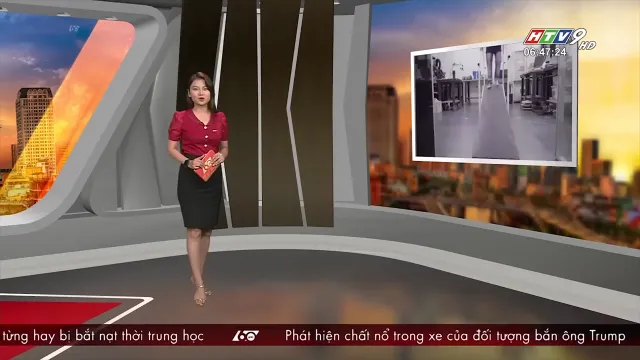 HTV9 HD
06:47:24
từng hay bị bắt nạt thời trung học 60 Phát hiện chất nổ trong xe của đối tượng bắn ông Trump